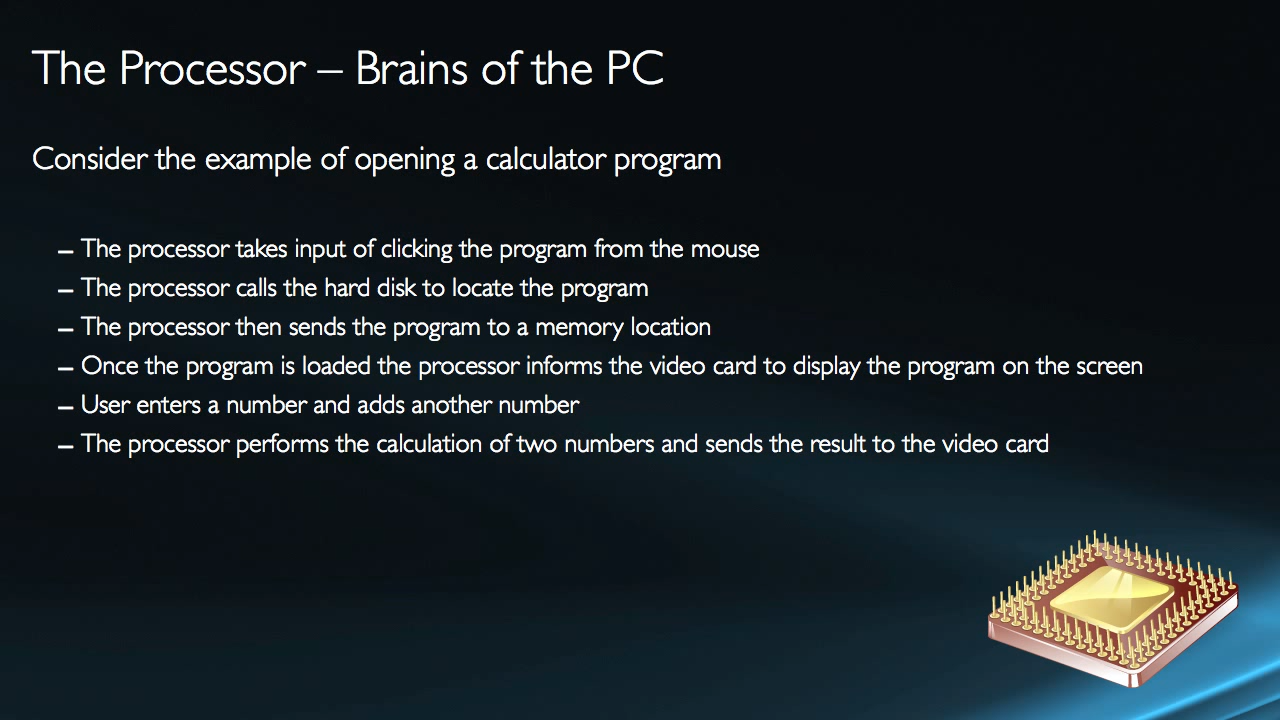 The Processor – Brains of the PC
Consider the example of opening a calculator program
– The processor takes input of clicking the program from the mouse
– The processor calls the hard disk to locate the program
– The processor then sends the program to a memory location
– Once the program is loaded the processor informs the video card to display the program on the screen
– User enters a number and adds another number
– The processor performs the calculation of two numbers and sends the result to the video card